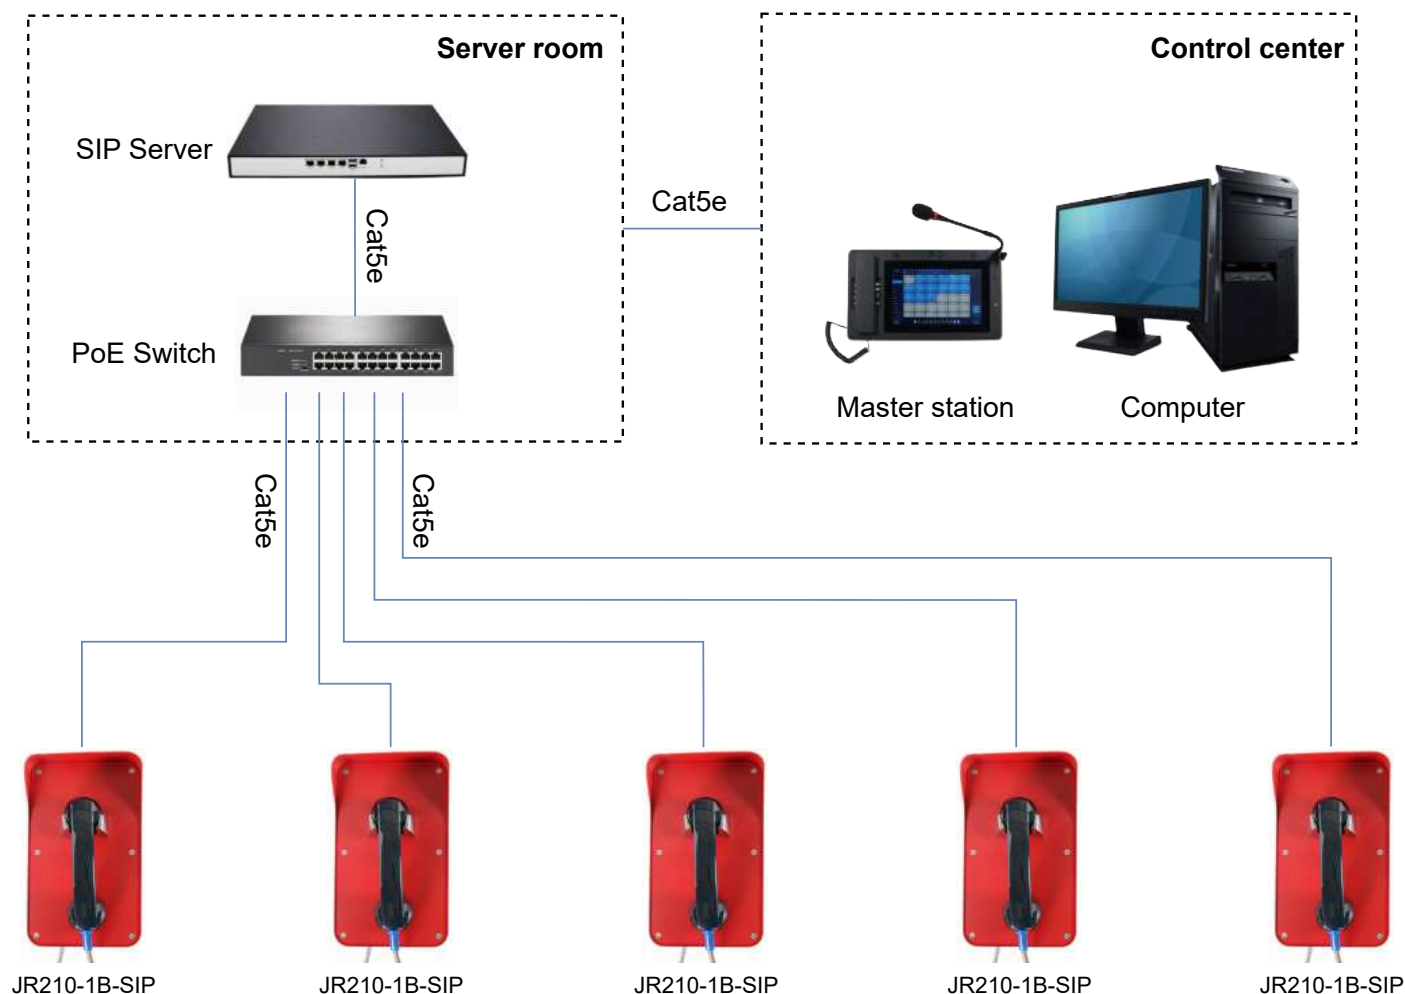 Server room
Control center
SIP Server
Cat5e
Cat5e
PoE Switch
Master station
Computer
Cat5e
Cat5e
JR210-1B-SIP
JR210-1B-SIP
JR210-1B-SIP
JR210-1B-SIP
JR210-1B-SIP